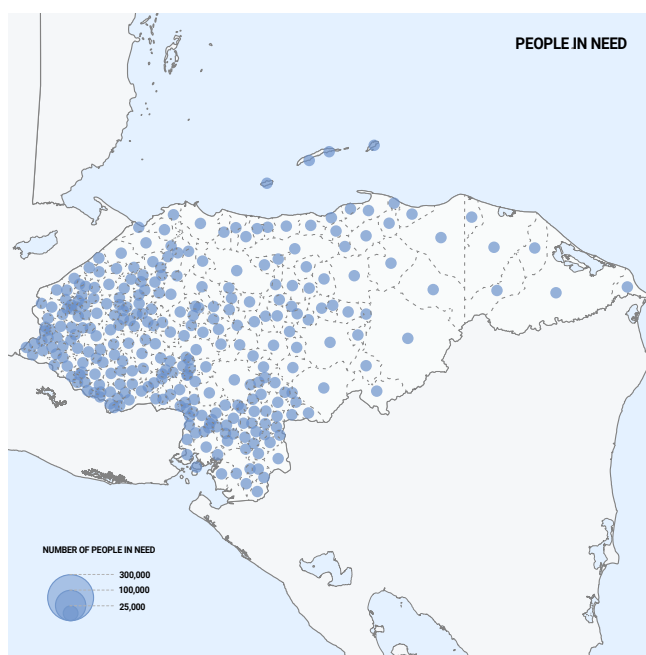 PEOPLE IN NEED
NUMBER OF PEOPLE IN NEED
300,000
100,000
25,000